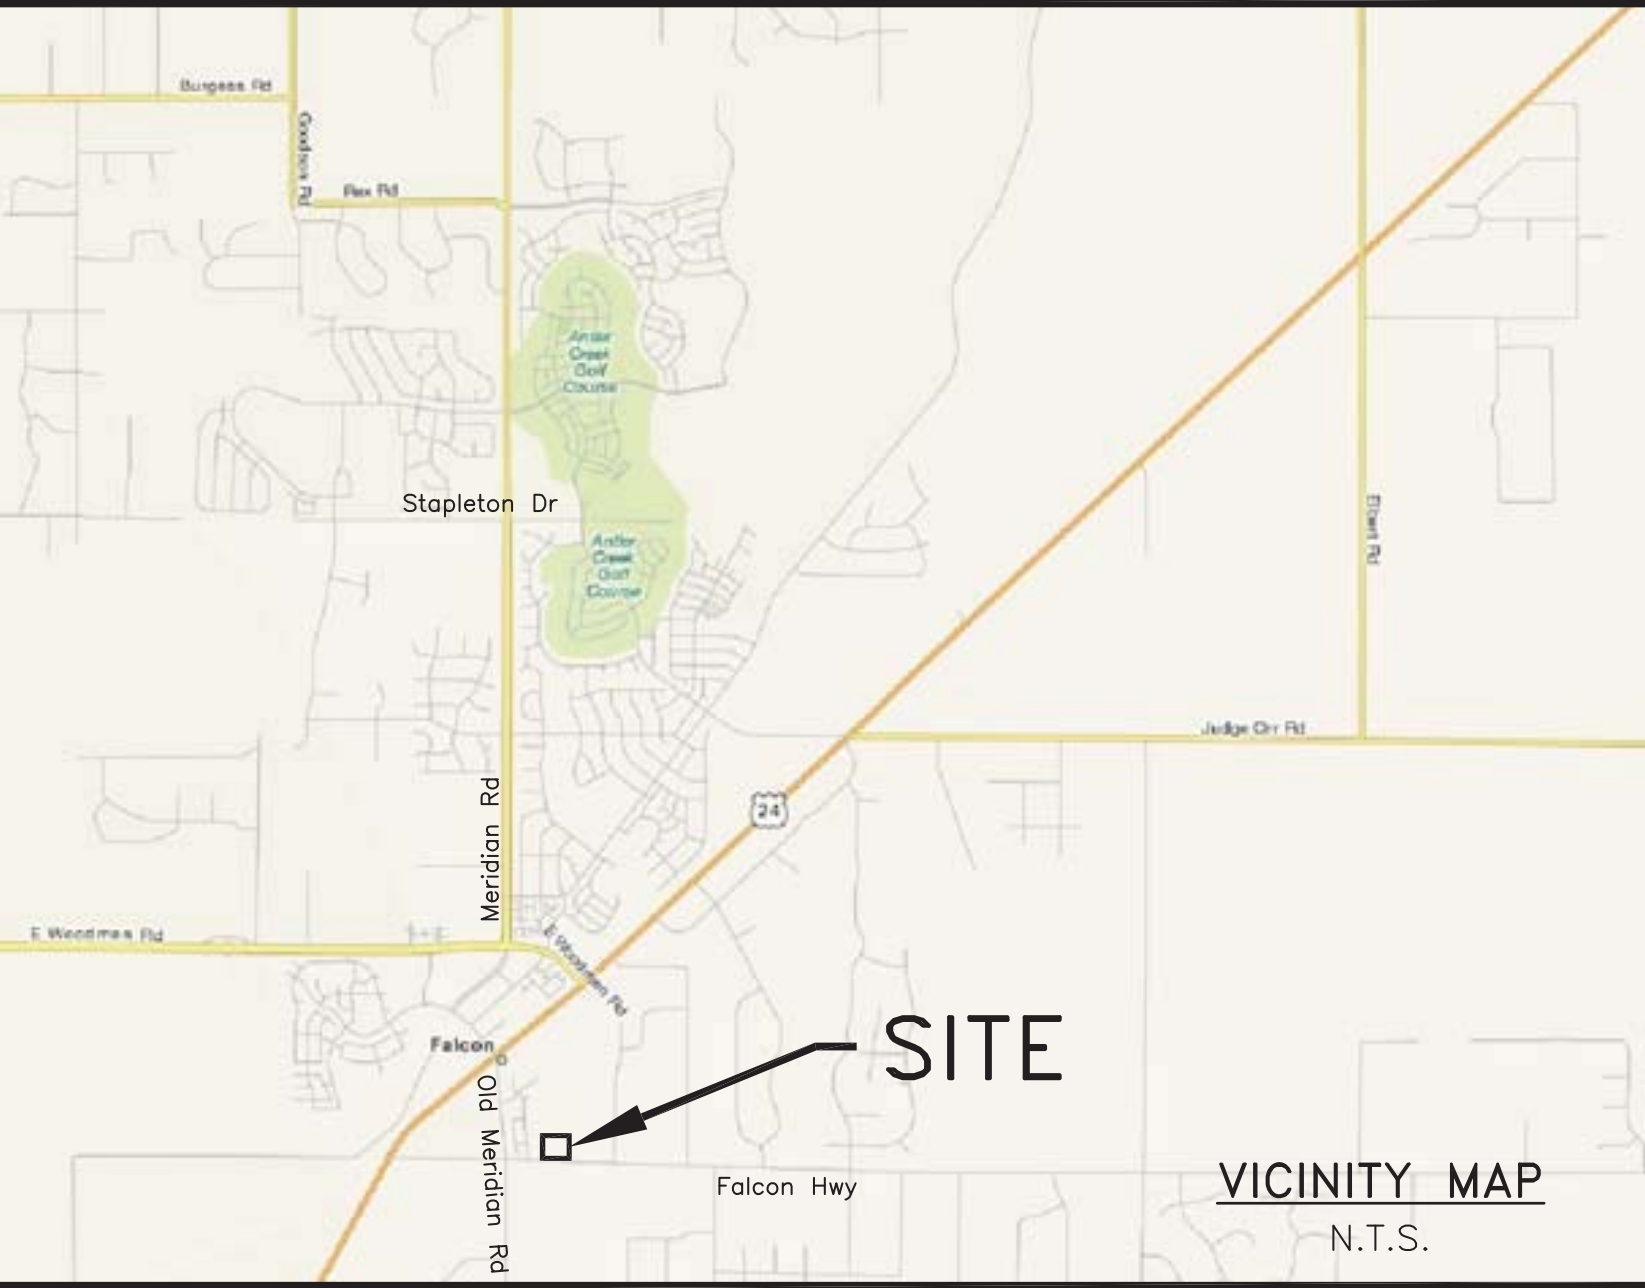 Burgess Rd
Goodson Rd
Rex Rd
Antler
Creek
Golf
Course
Stapleton Dr
Elbert Rd
Antler
Creek
Golf
Course
Judge Orr Rd
Meridian Rd
24
E Woodmen Rd
E Woodmen Rd
SITE
Falcon
Old Meridian Rd
Falcon Hwy
VICINITY MAP
N.T.S.